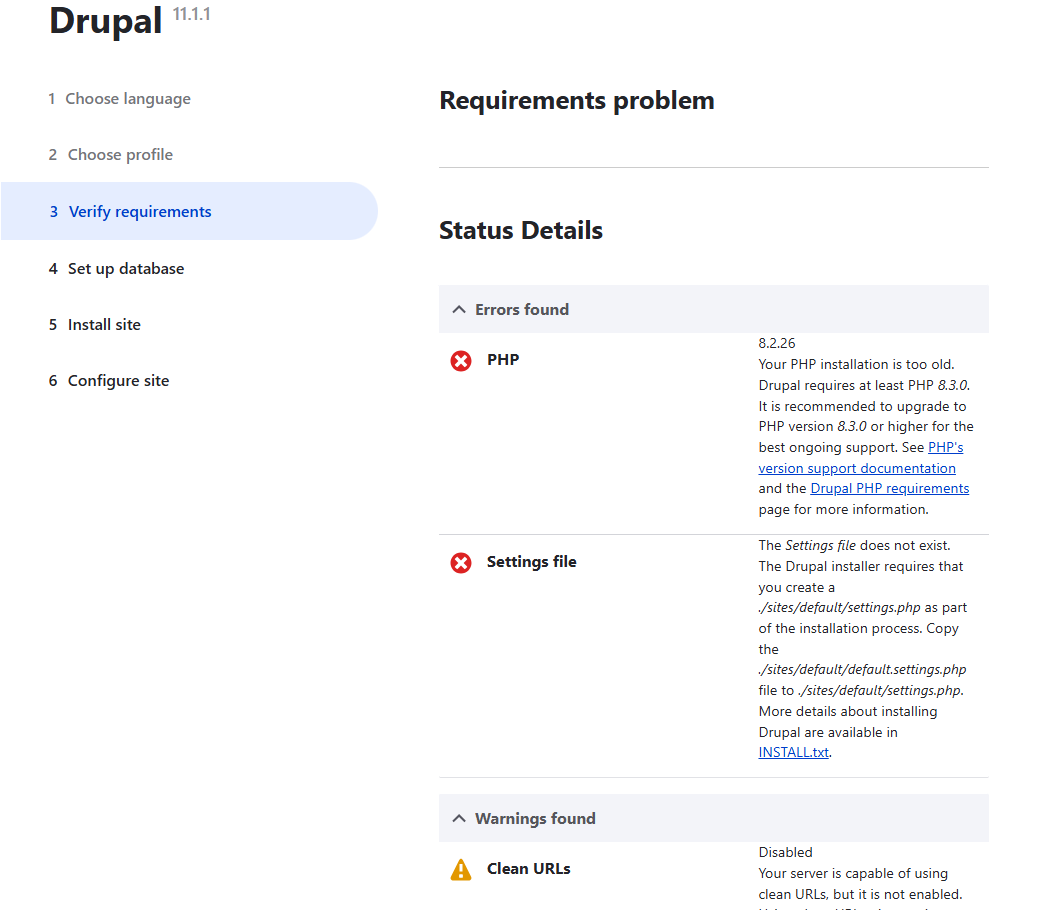 Drupal 11.1.1
1 Choose language
2 Choose profile
3 Verify requirements
4 Set up database
5 Install site
6 Configure site
Requirements problem
Status Details
Errors found
PHP
8.2.26
Your PHP installation is too old.
Drupal requires at least PHP 8.3.0.
It is recommended to upgrade to
PHP version 8.3.0 or higher for the
best ongoing support. See PHP's
version support documentation
and the Drupal PHP requirements
page for more information.
Settings file
The Settings file does not exist.
The Drupal installer requires that
you create a
./sites/default/settings.php as part
of the installation process. Copy
the
./sites/default/default.settings.php
file to ./sites/default/settings.php.
More details about installing
Drupal are available in
INSTALL.txt.
Warnings found
Clean URLs
Disabled
Your server is capable of using
clean URLs, but it is not enabled.